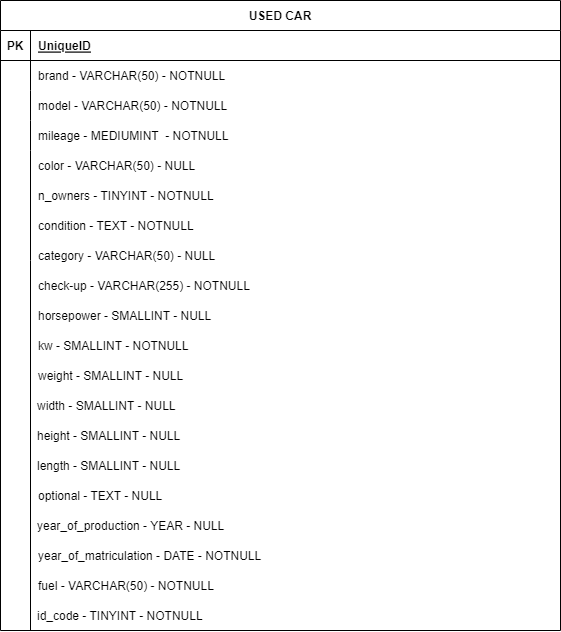 USED CAR
PK UniqueID
brand - VARCHAR(50) - NOTNULL
model - VARCHAR(50) - NOTNULL
mileage - MEDIUMINT  - NOTNULL
color - VARCHAR(50) - NULL
n_owners - TINYINT - NOTNULL
condition - TEXT - NOTNULL
category - VARCHAR(50) - NULL
check-up - VARCHAR(255) - NOTNULL
horsepower - SMALLINT - NULL
kw - SMALLINT - NOTNULL
weight - SMALLINT - NULL
width - SMALLINT - NULL
height - SMALLINT - NULL
length - SMALLINT - NULL
optional - TEXT - NULL
year_of_production - YEAR - NULL
year_of_matriculation - DATE - NOTNULL
fuel - VARCHAR(50) - NOTNULL
id_code - TINYINT - NOTNULL